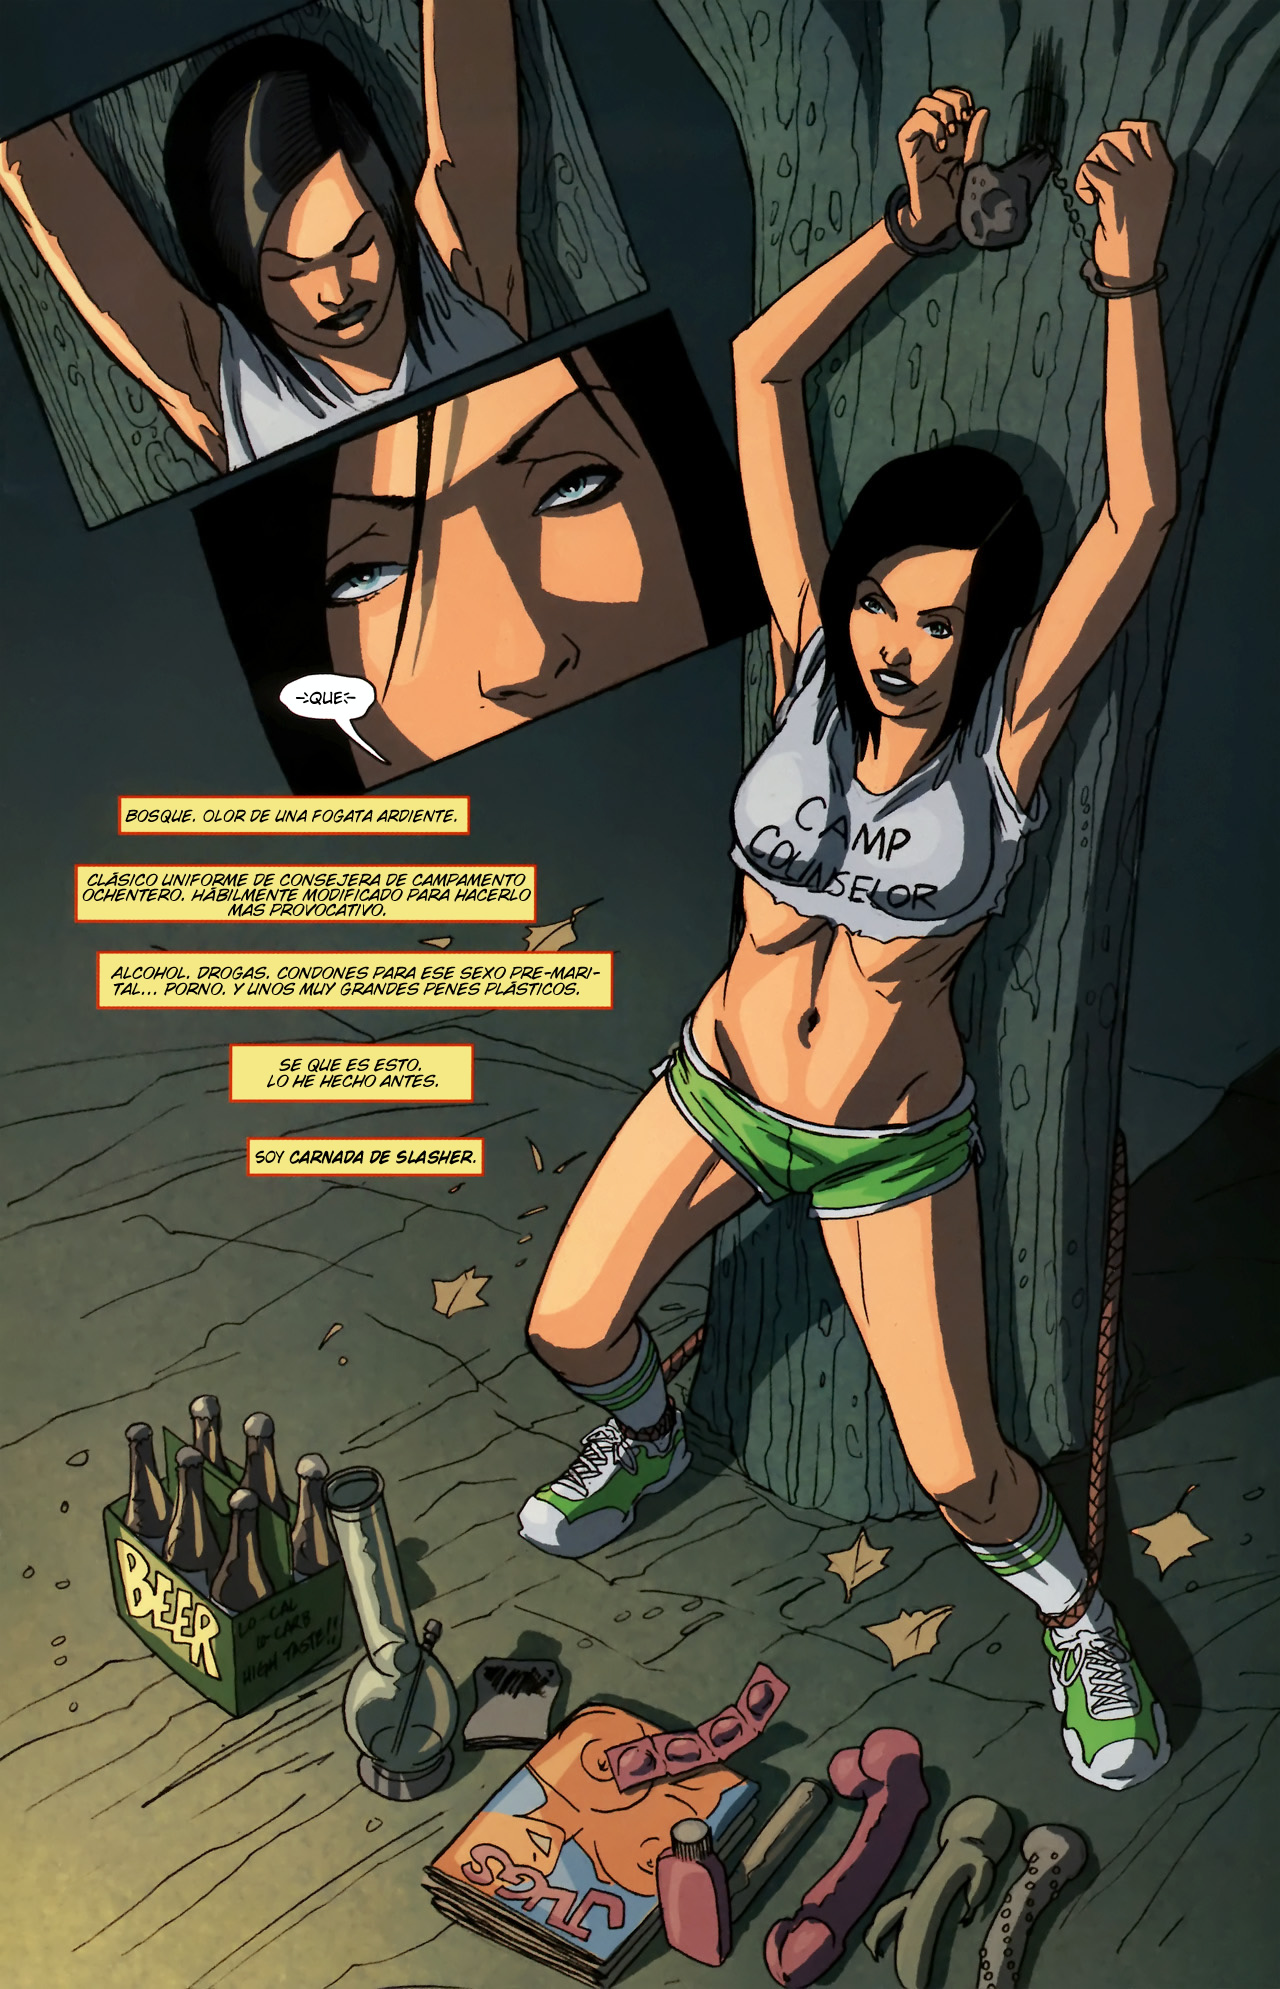 -QUE-
BOSQUE. OLOR DE UNA FOGATA ARDIENTE.
CLÁSICO UNIFORME DE CONSEJERA DE CAMPAMENTO
OCHENTERO. HÁBILMENTE MODIFICADO PARA HACERLO
MAS PROVOCATIVO.
ALCOHOL. DROGAS. CONDONES PARA ESE SEXO PRE-MARI-
TAL... PORNO. Y UNOS MUY GRANDES PENES PLÁSTICOS.
SE QUE ES ESTO.
LO HE HECHO ANTES.
SOY CARNADA DE SLASHER.
CAMP
COUNSELOR
BEER
LO-CAL
LO-CARB
HIGH TASTE!!
JUGS